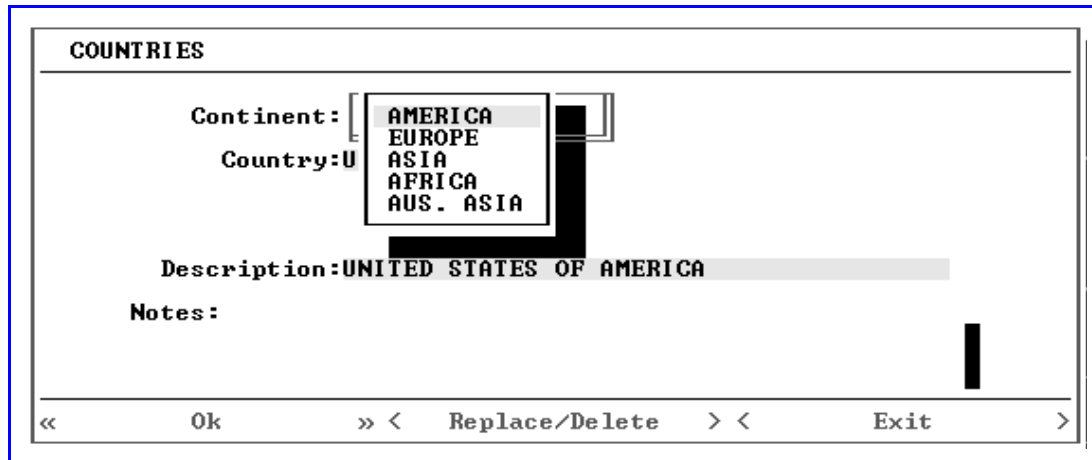 COUNTRIES
Continent:
AMERICA
EUROPE
ASIA
AFRICA
AUS. ASIA
Country:U
Description:UNITED STATES OF AMERICA
Notes:
« Ok » < Replace/Delete > < Exit >